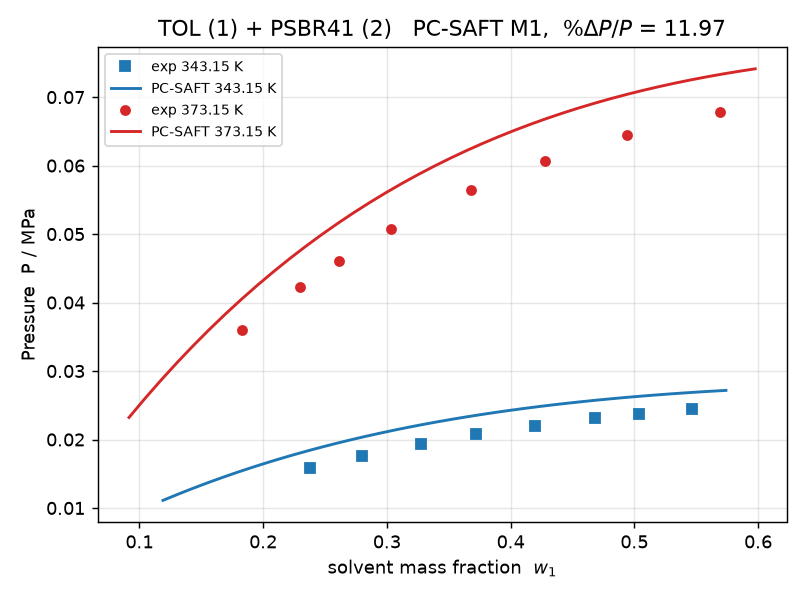 TOL (1) + PSBR41 (2) PC-SAFT M1, %ΔP/P = 11.97
exp 343.15 K
PC-SAFT 343.15 K
exp 373.15 K
PC-SAFT 373.15 K
Pressure P / MPa
0.07
0.06
0.05
0.04
0.03
0.02
0.01
0.1 0.2 0.3 0.4 0.5 0.6
solvent mass fraction w₁